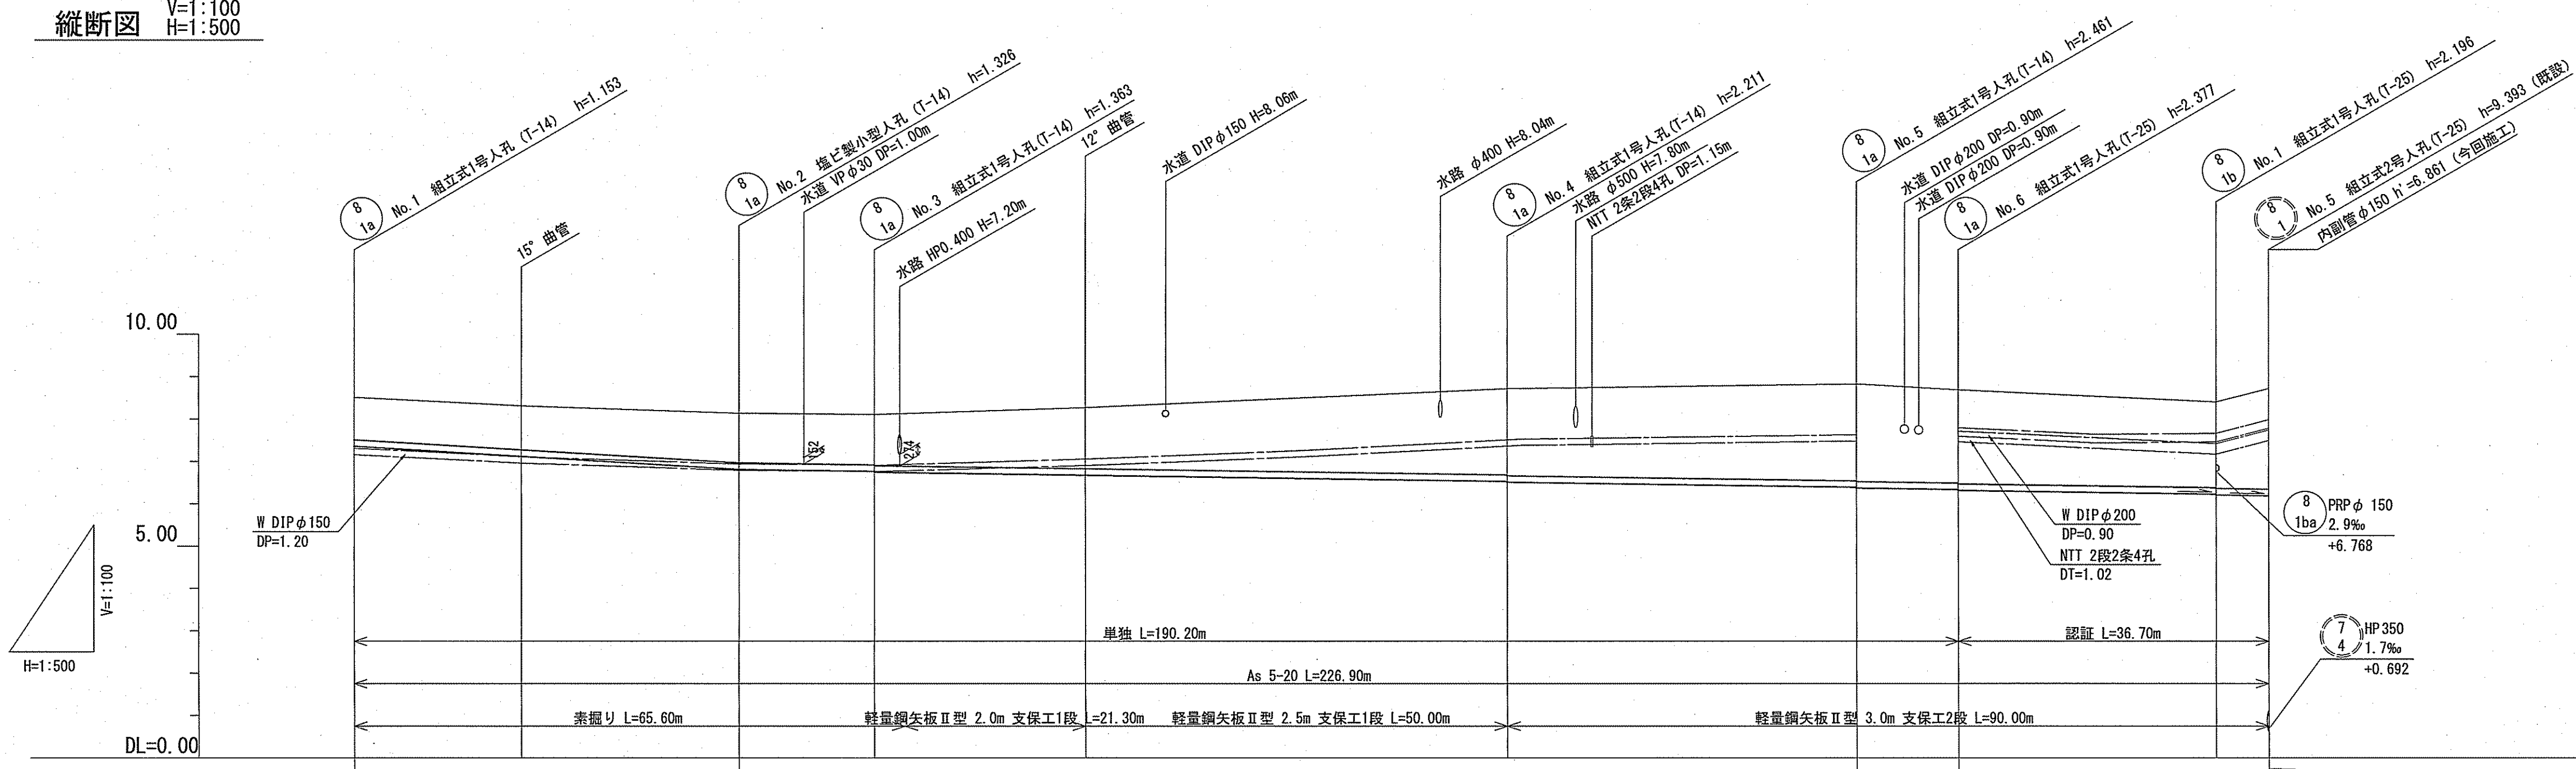 縦断図 V=1:100
H=1:500
8
1a
No.1 組立式1号人孔 (T-14) h=1.153
15° 曲管
8
1a
No.2 塩ビ製小型人孔 (T-14) h=1.326
水道 VPφ30 DP=1.00m
8
1a
No.3 組立式1号人孔(T-14) h=1.363
水路 HP0.400 H=7.20m
12° 曲管
水道 DIPφ150 H=8.06m
水路 φ400 H=8.04m
8
1a
No.4 組立式1号人孔(T-14) h=2.211
水路 φ500 H=7.80m
NTT 2条2段4孔 DP=1.15m
8
1a
No.5 組立式1号人孔(T-14) h=2.461
水道 DIPφ200 DP=0.90m
水道 DIPφ200 DP=0.90m
8
1a
No.6 組立式1号人孔(T-25) h=2.377
8
1b
No.1 組立式1号人孔(T-25) h=2.196
8
1
No.5 組立式2号人孔(T-25) h=9.393 (既設)
内副管φ150 h'=6.861 (今回施工)
10.00
5.00
DL=0.00
152
274
W DIPφ150
DP=1.20
W DIPφ200
DP=0.90
NTT 2段2条4孔
DT=1.02
8
1ba
PRPφ 150
2.9‰
+6.768
V=1:100
H=1:500
単独 L=190.20m
認証 L=36.70m
7
4
HP350
1.7‰
+0.692
As 5-20 L=226.90m
素掘り L=65.60m
軽量鋼矢板Ⅱ型 2.0m 支保工1段 L=21.30m
軽量鋼矢板Ⅱ型 2.5m 支保工1段 L=50.00m
軽量鋼矢板Ⅱ型 3.0m 支保工2段 L=90.00m